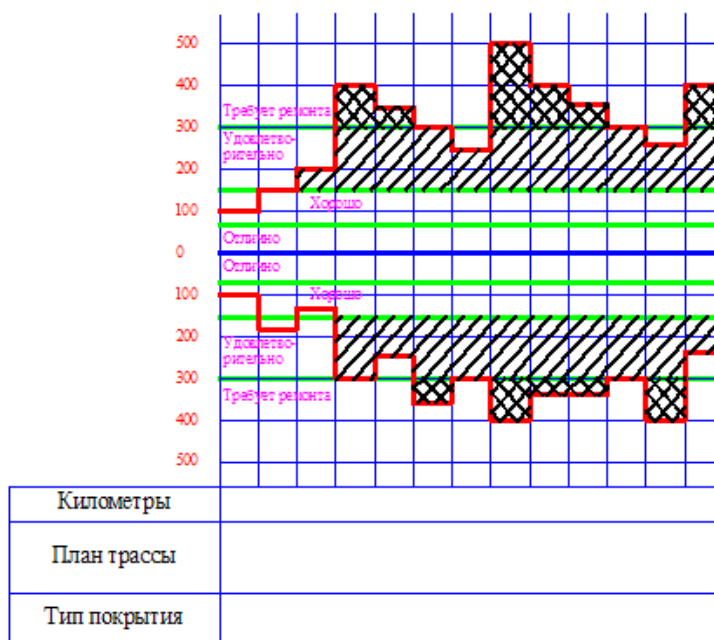 500
400
Требует ремонта
300
Удовлетво-
рительно
200
Хорошо
100
Отлично
0
Отлично
100
Хорошо
200
Удовлетво-
рительно
300
Требует ремонта
400
500
Километры
План трассы
Тип покрытия